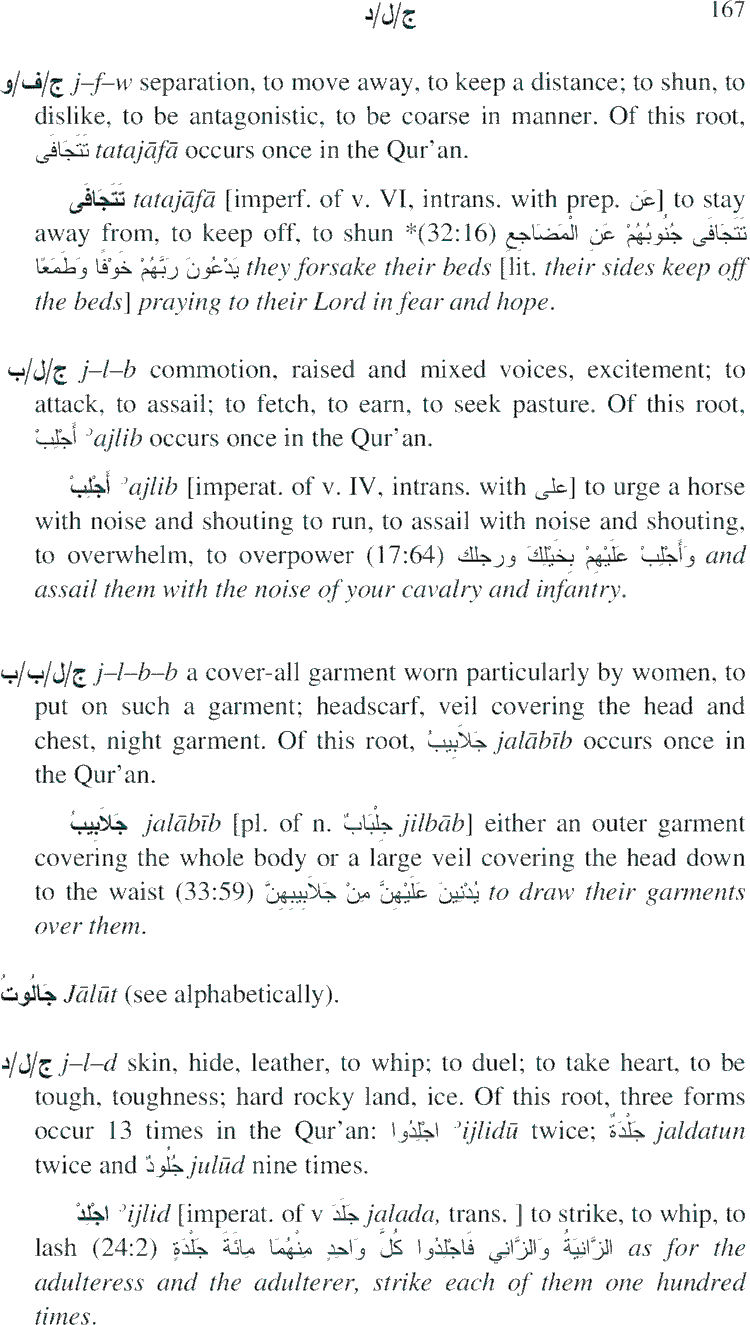 ج/ل/د 167
ج/ف/و j–f–w separation, to move away, to keep a distance; to shun, to
dislike, to be antagonistic, to be coarse in manner. Of this root,
تَتَجَافَى tatajāfā occurs once in the Qur’an.
تَتَجَافَى tatajāfā [imperf. of v. VI, intrans. with prep. عَن] to stay
away from, to keep off, to shun *(32:16) تَتَجَافَى جُنُوبُهُمْ عَنِ الْمَضَاجِعِ
يَدْعُونَ رَبَّهُمْ خَوْفًا وَطَمَعًا they forsake their beds [lit. their sides keep off
the beds] praying to their Lord in fear and hope.
ج/ل/ب j–l–b commotion, raised and mixed voices, excitement; to
attack, to assail; to fetch, to earn, to seek pasture. Of this root,
أَجْلِبْ ʾajlib occurs once in the Qur’an.
أَجْلِبْ ʾajlib [imperat. of v. IV, intrans. with على] to urge a horse
with noise and shouting to run, to assail with noise and shouting,
to overwhelm, to overpower (17:64) وَأَجْلِبْ عَلَيْهِمْ بِخَيْلِكَ ورجلك and
assail them with the noise of your cavalry and infantry.
ج/ل/ب/ب j–l–b–b a cover-all garment worn particularly by women, to
put on such a garment; headscarf, veil covering the head and
chest, night garment. Of this root, جَلاَبِيبُ jalābīb occurs once in
the Qur’an.
جَلاَبِيبُ jalābīb [pl. of n. جِلْبَابٌ jilbāb] either an outer garment
covering the whole body or a large veil covering the head down
to the waist (33:59) يُدْنِينَ عَلَيْهِنَّ مِنْ جَلاَبِيبِهِنَّ to draw their garments
over them.
جَالُوتُ Jālūt (see alphabetically).
ج/ل/د j–l–d skin, hide, leather, to whip; to duel; to take heart, to be
tough, toughness; hard rocky land, ice. Of this root, three forms
occur 13 times in the Qur’an: اجْلِدُوا ʾijlidū twice; جَلْدَةٌ jaldatun
twice and جُلُودٌ julūd nine times.
اجْلِدْ ʾijlid [imperat. of v جَلَدَ jalada, trans. ] to strike, to whip, to
lash (24:2) الزَّانِيَةُ وَالزَّانِي فَاجْلِدُوا كُلَّ وَاحِدٍ مِنْهُمَا مِائَةَ جَلْدَةٍ as for the
adulteress and the adulterer, strike each of them one hundred
times.